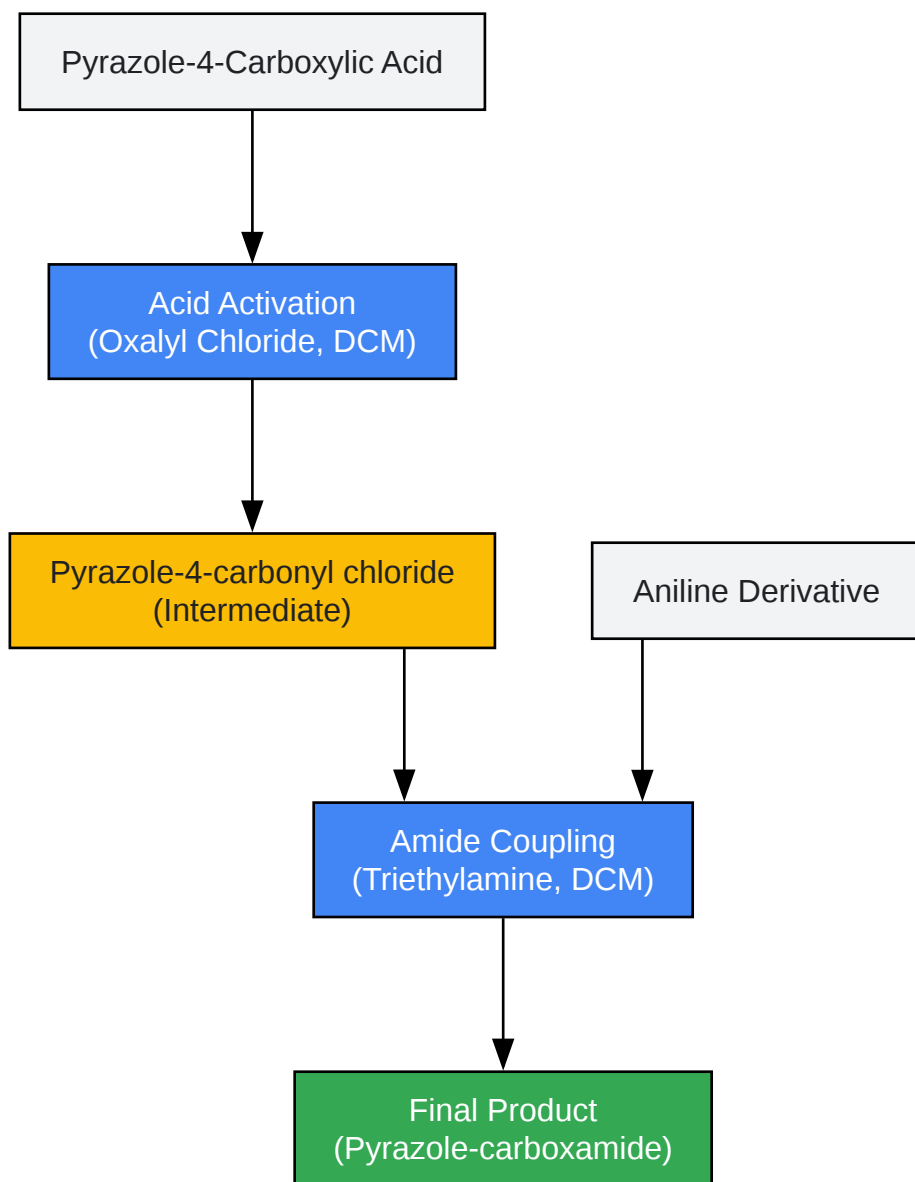 Pyrazole-4-Carboxylic Acid
Acid Activation
(Oxalyl Chloride, DCM)
Pyrazole-4-carbonyl chloride
(Intermediate)
Aniline Derivative
Amide Coupling
(Triethylamine, DCM)
Final Product
(Pyrazole-carboxamide)